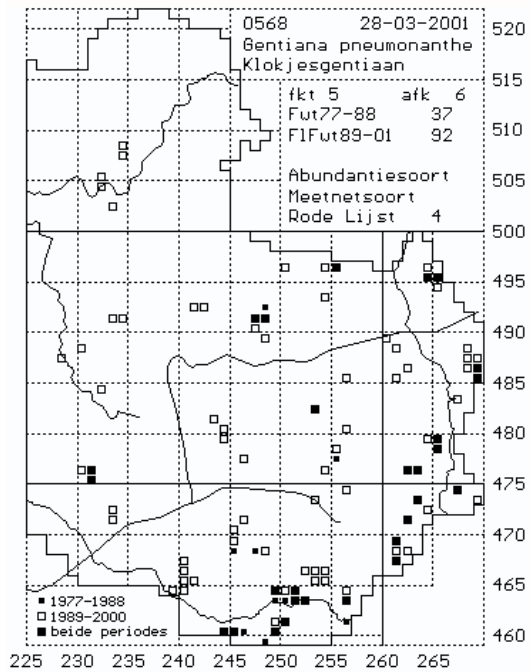 0568 28-03-2001
Gentiana pneumonanthe
Klokjesgentiaan
fkt 5 afk 6
Fwt77-88 37
FlFwt89-01 92
Abundantiesoort
Meetnetsoort
Rode Lijst 4
520
515
510
505
500
495
490
485
480
475
470
465
460
1977-1988
1989-2000
beide periodes
225 230 235 240 245 250 255 260 265